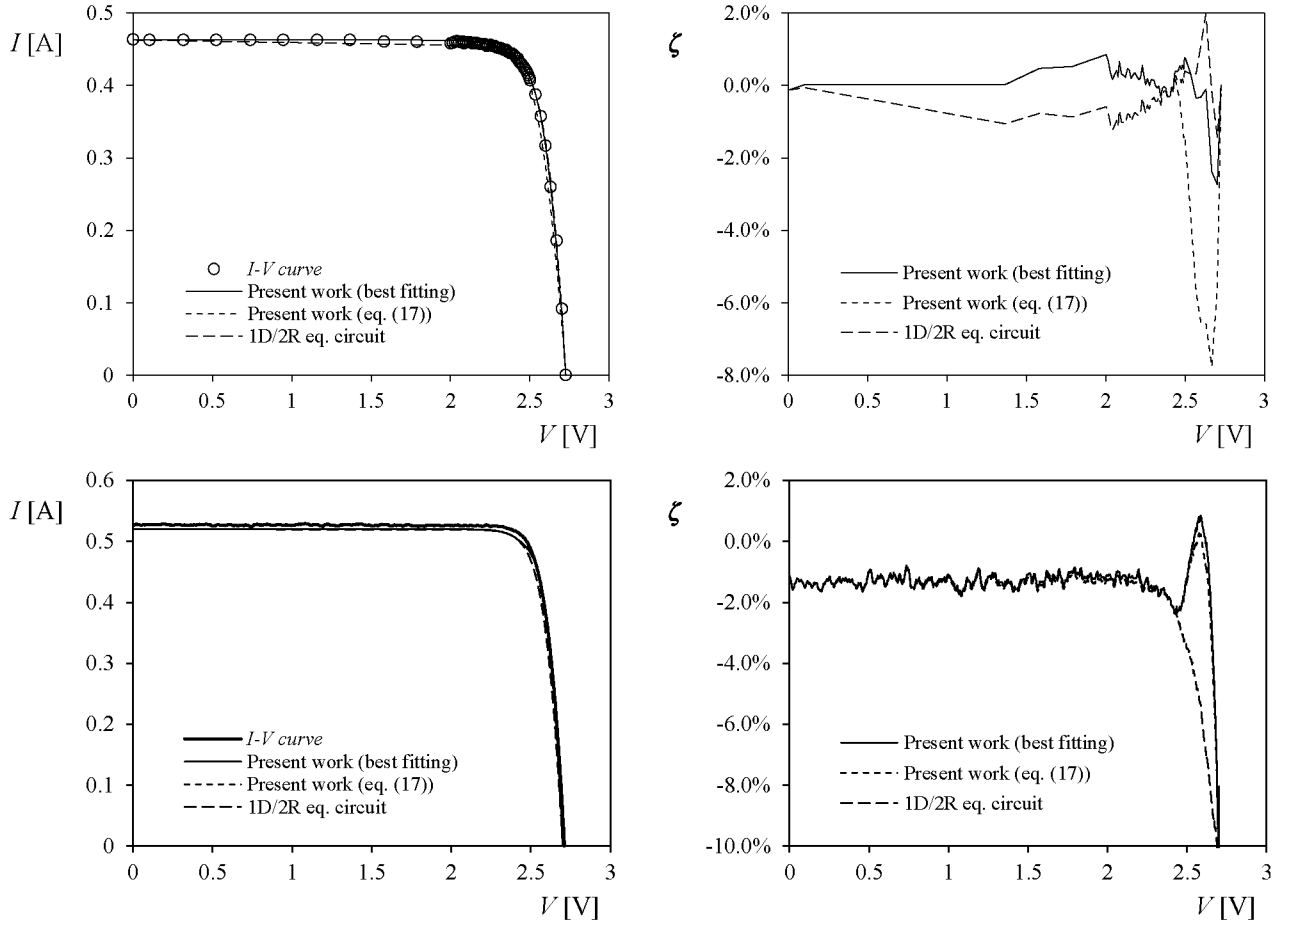 I [A]
0.5
0.4
0.3
0.2
0.1
0
I-V curve
Present work (best fitting)
Present work (eq. (17))
1D/2R eq. circuit
0 0.5 1 1.5 2 2.5 3
V [V]
ζ
2.0%
0.0%
-2.0%
-4.0%
-6.0%
-8.0%
Present work (best fitting)
Present work (eq. (17))
1D/2R eq. circuit
0 0.5 1 1.5 2 2.5 3
V [V]
I [A]
0.6
0.5
0.4
0.3
0.2
0.1
0
I-V curve
Present work (best fitting)
Present work (eq. (17))
1D/2R eq. circuit
0 0.5 1 1.5 2 2.5 3
V [V]
ζ
2.0%
0.0%
-2.0%
-4.0%
-6.0%
-8.0%
-10.0%
Present work (best fitting)
Present work (eq. (17))
1D/2R eq. circuit
0 0.5 1 1.5 2 2.5 3
V [V]